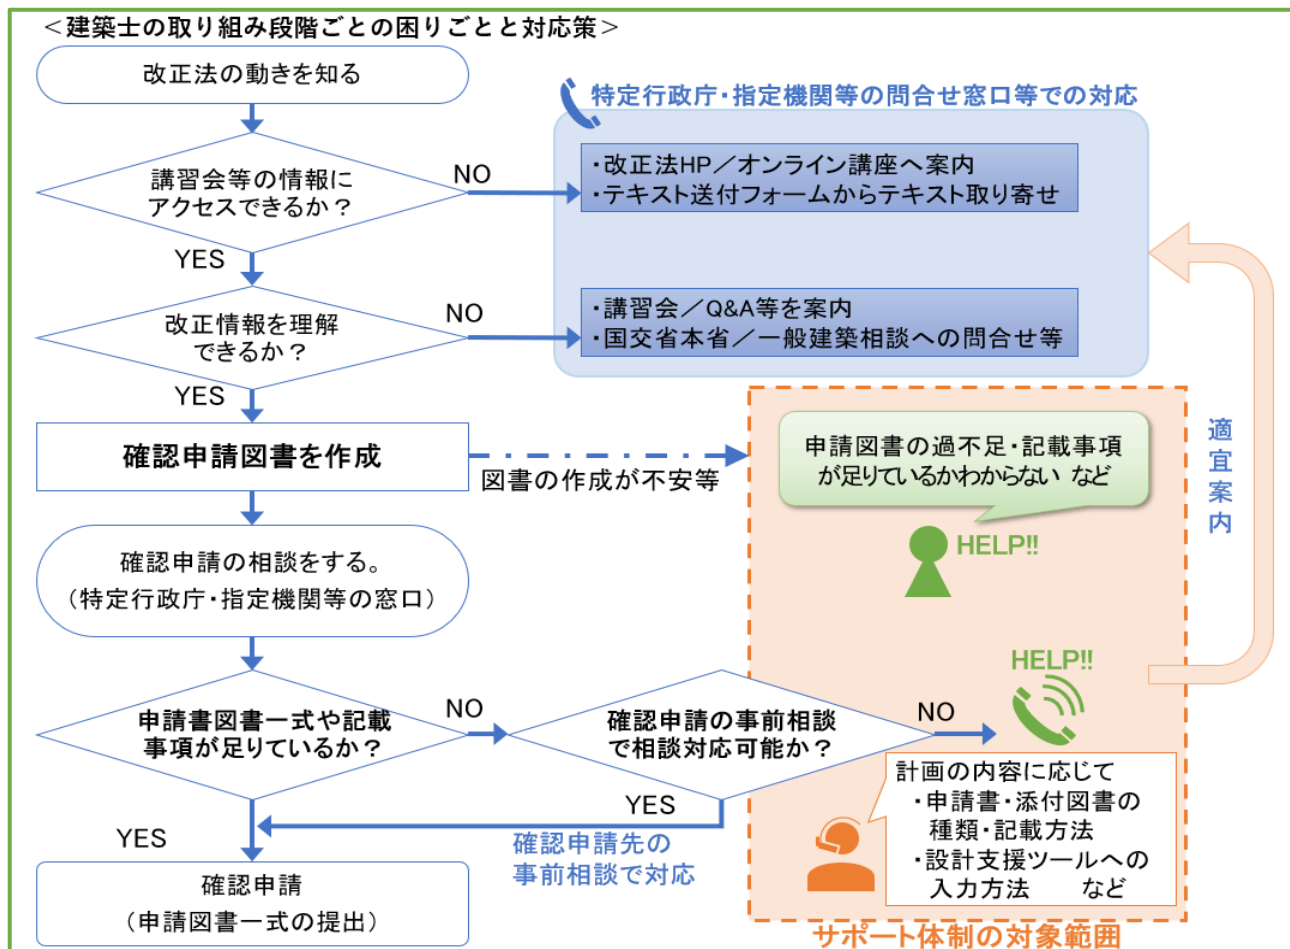 ＜建築士の取り組み段階ごとの困りごとと対応策＞
改正法の動きを知る
特定行政庁・指定機関等の問合せ窓口等での対応
講習会等の情報に
アクセスできるか？
NO
・改正法HP／オンライン講座へ案内
・テキスト送付フォームからテキスト取り寄せ
YES
改正情報を理解
できるか？
NO
・講習会／Q&A等を案内
・国交省本省／一般建築相談への問合せ等
YES
確認申請図書を作成
図書の作成が不安等
申請図書の過不足・記載事項
が足りているかわからない など
HELP!!
適宜案内
確認申請の相談をする。
（特定行政庁・指定機関等の窓口）
申請書図書一式や記載
事項が足りているか？
NO
確認申請の事前相談
で相談対応可能か？
NO
HELP!!
計画の内容に応じて
・申請書・添付図書の
種類・記載方法
・設計支援ツールへの
入力方法　　など
YES
YES
確認申請先の
事前相談で対応
確認申請
（申請図書一式の提出）
サポート体制の対象範囲